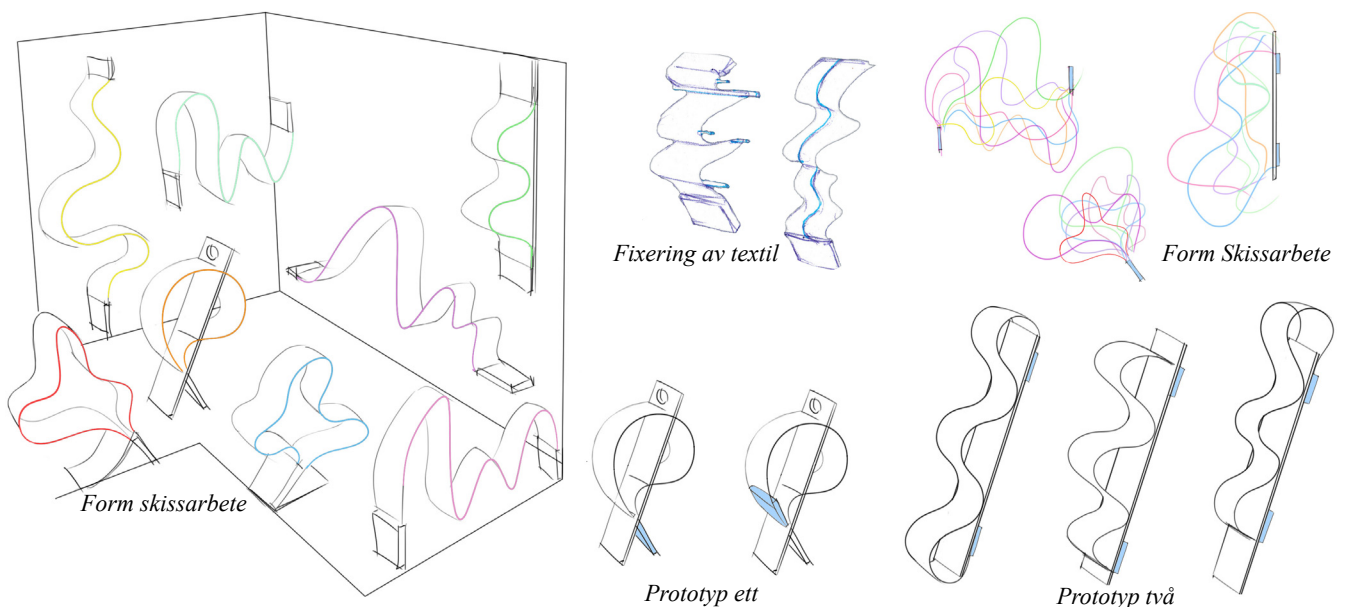 Fixering av textil
Form Skissarbete
Form skissarbete
Prototyp ett
Prototyp två